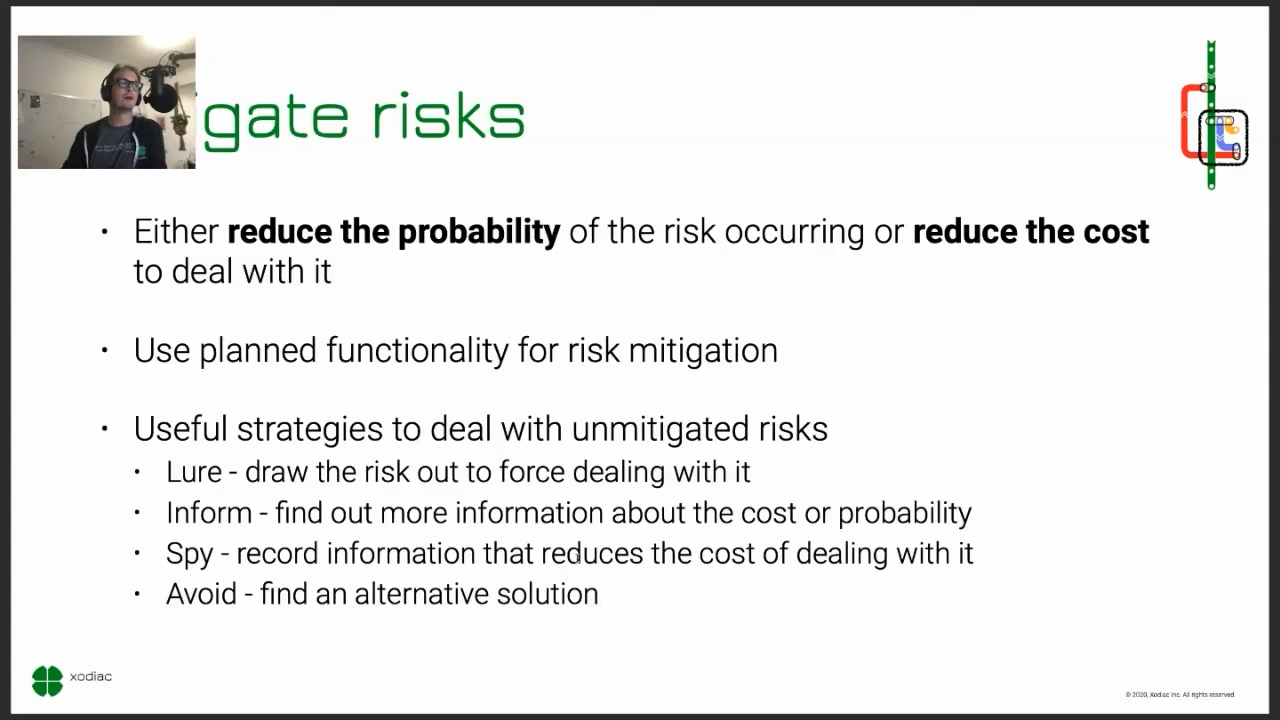 igate risks
• Either reduce the probability of the risk occurring or reduce the cost
to deal with it
• Use planned functionality for risk mitigation
• Useful strategies to deal with unmitigated risks
• Lure - draw the risk out to force dealing with it
• Inform - find out more information about the cost or probability
• Spy - record information that reduces the cost of dealing with it
• Avoid - find an alternative solution
xodiac
© 2020, Xodiac Inc. All rights reserved